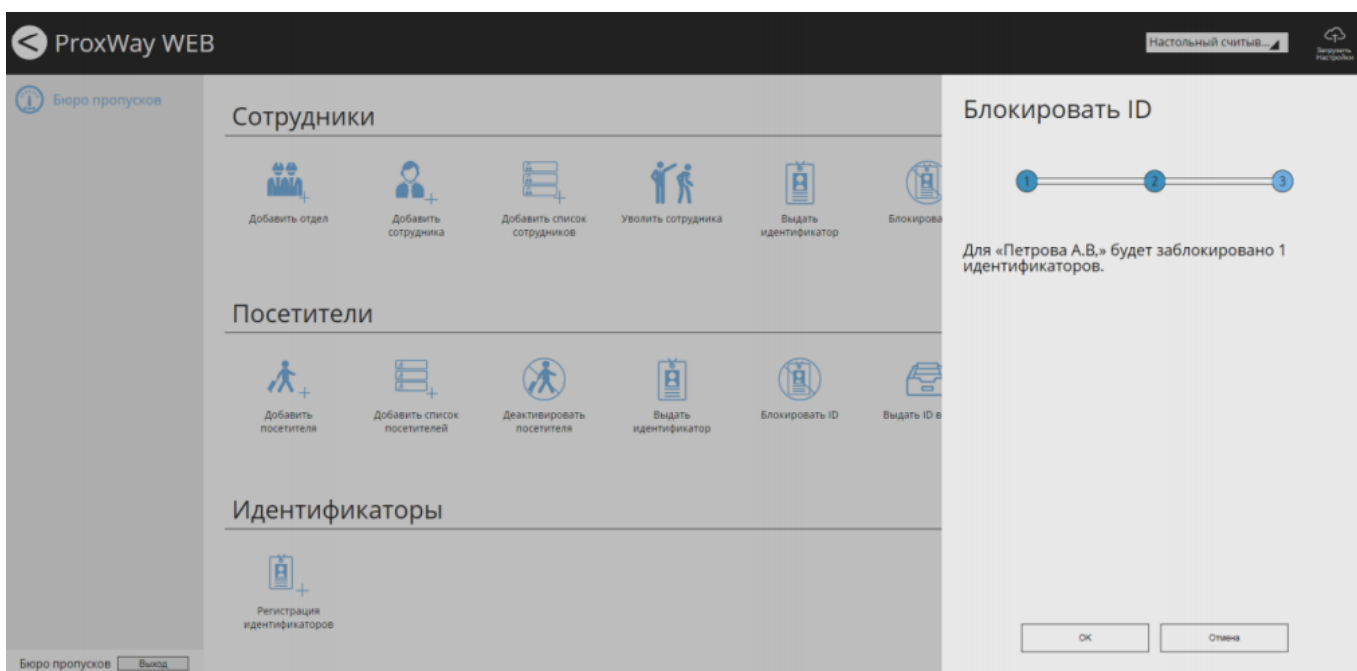 ProxWay WEB
Настольный считыв...
Загрузить
Настройки
Бюро пропусков
Сотрудники
Добавить отдел
Добавить
сотрудника
Добавить список
сотрудников
Уволить сотрудника
Выдать
идентификатор
Блокирова
Посетители
Добавить
посетителя
Добавить список
посетителей
Деактивировать
посетителя
Выдать
идентификатор
Блокировать ID
Выдать ID в
Идентификаторы
Регистрация
идентификаторов
Бюро пропусков Выход
Блокировать ID
1 2 3
Для «Петрова А.В,» будет заблокировано 1
идентификаторов.
ОК Отмена